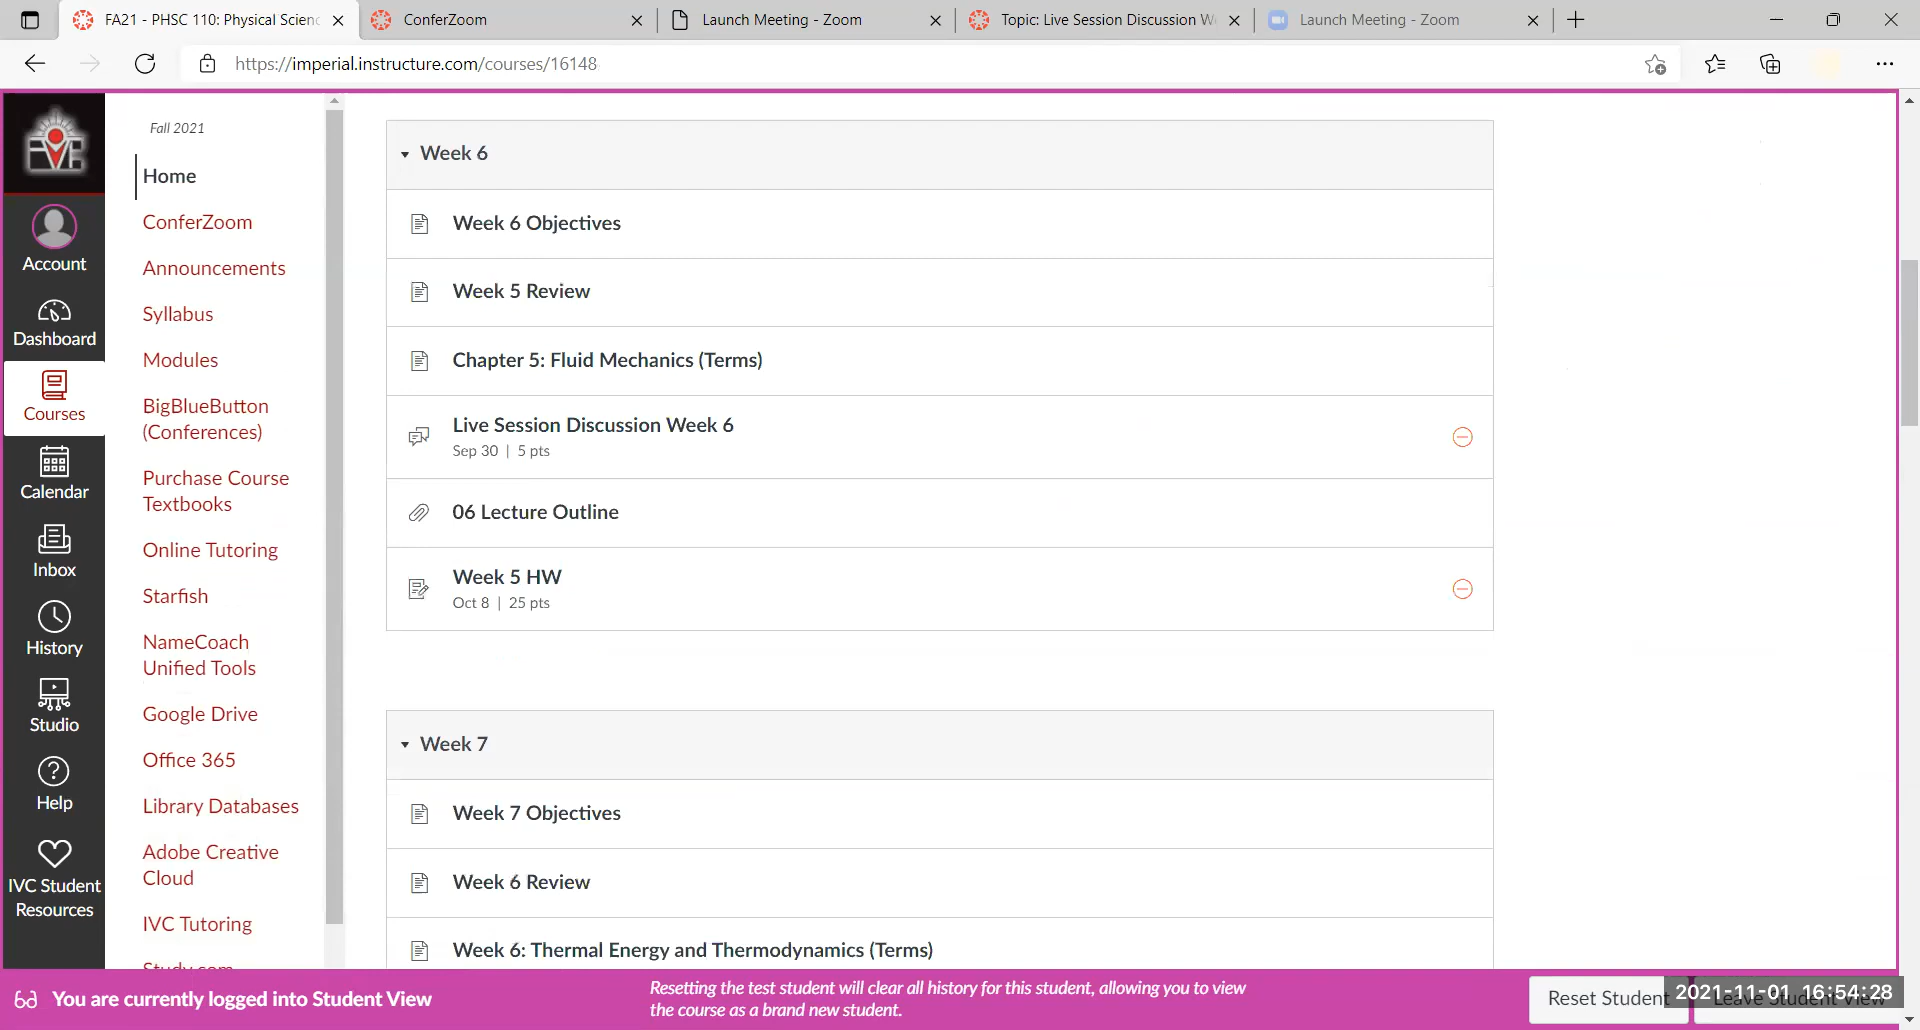 FA21 - PHSC 110: Physical Scienc
ConferZoom
Launch Meeting - Zoom
Topic: Live Session Discussion W
Launch Meeting - Zoom
https://imperial.instructure.com/courses/16148
Fall 2021
Home
ConferZoom
Announcements
Syllabus
Modules
BigBlueButton
(Conferences)
Purchase Course
Textbooks
Online Tutoring
Starfish
NameCoach
Unified Tools
Google Drive
Office 365
Library Databases
Adobe Creative
Cloud
IVC Tutoring
Study.com
Account
Dashboard
Courses
Calendar
Inbox
History
Studio
Help
IVC Student
Resources
Week 6
Week 6 Objectives
Week 5 Review
Chapter 5: Fluid Mechanics (Terms)
Live Session Discussion Week 6
Sep 30 | 5 pts
06 Lecture Outline
Week 5 HW
Oct 8 | 25 pts
Week 7
Week 7 Objectives
Week 6 Review
Week 6: Thermal Energy and Thermodynamics (Terms)
You are currently logged into Student View
Resetting the test student will clear all history for this student, allowing you to view
the course as a brand new student.
Reset Student
Leave Student View
2021-11-01 16:54:28